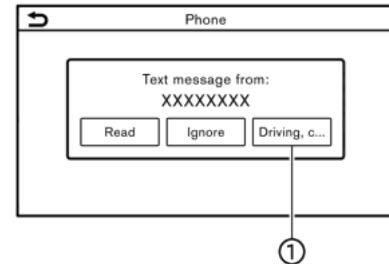 Phone
Text message from:
XXXXXXXX
Read Ignore Driving, c...
1